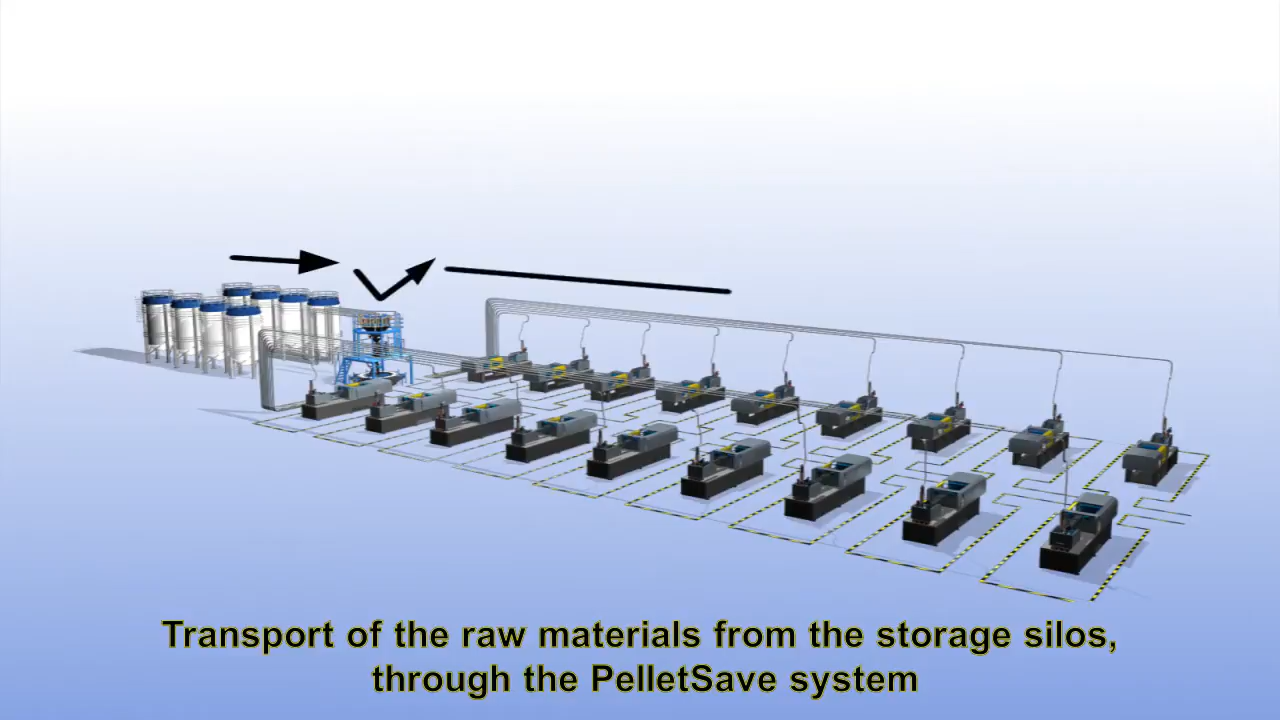 Transport of the raw materials from the storage silos,
through the PelletSave system